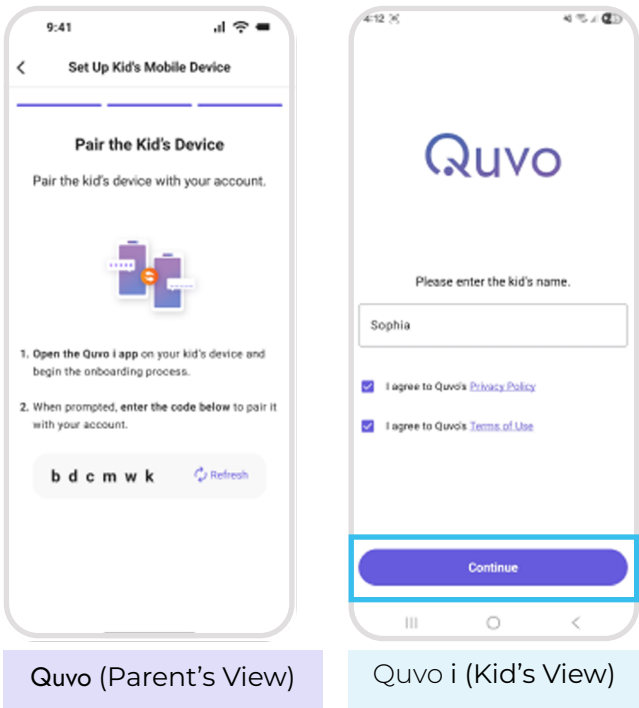 9:41
Set Up Kid's Mobile Device
Pair the Kid's Device
Pair the kid's device with your account.
1. Open the Quvo i app on your kid's device and
begin the onboarding process.
2. When prompted, enter the code below to pair it
with your account.
b d c m w k
Refresh
Quvo (Parent's View)
4:12
Quvo
Please enter the kid's name.
Sophia
I agree to Quvo's Privacy Policy
I agree to Quvo's Terms of Use
Continue
Quvo i (Kid's View)